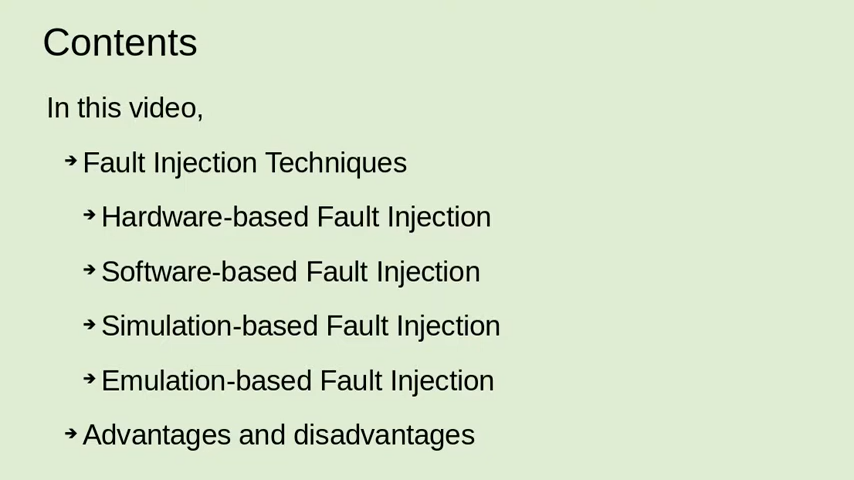 Contents
In this video,
➔ Fault Injection Techniques
➔ Hardware-based Fault Injection
➔ Software-based Fault Injection
➔ Simulation-based Fault Injection
➔ Emulation-based Fault Injection
➔ Advantages and disadvantages